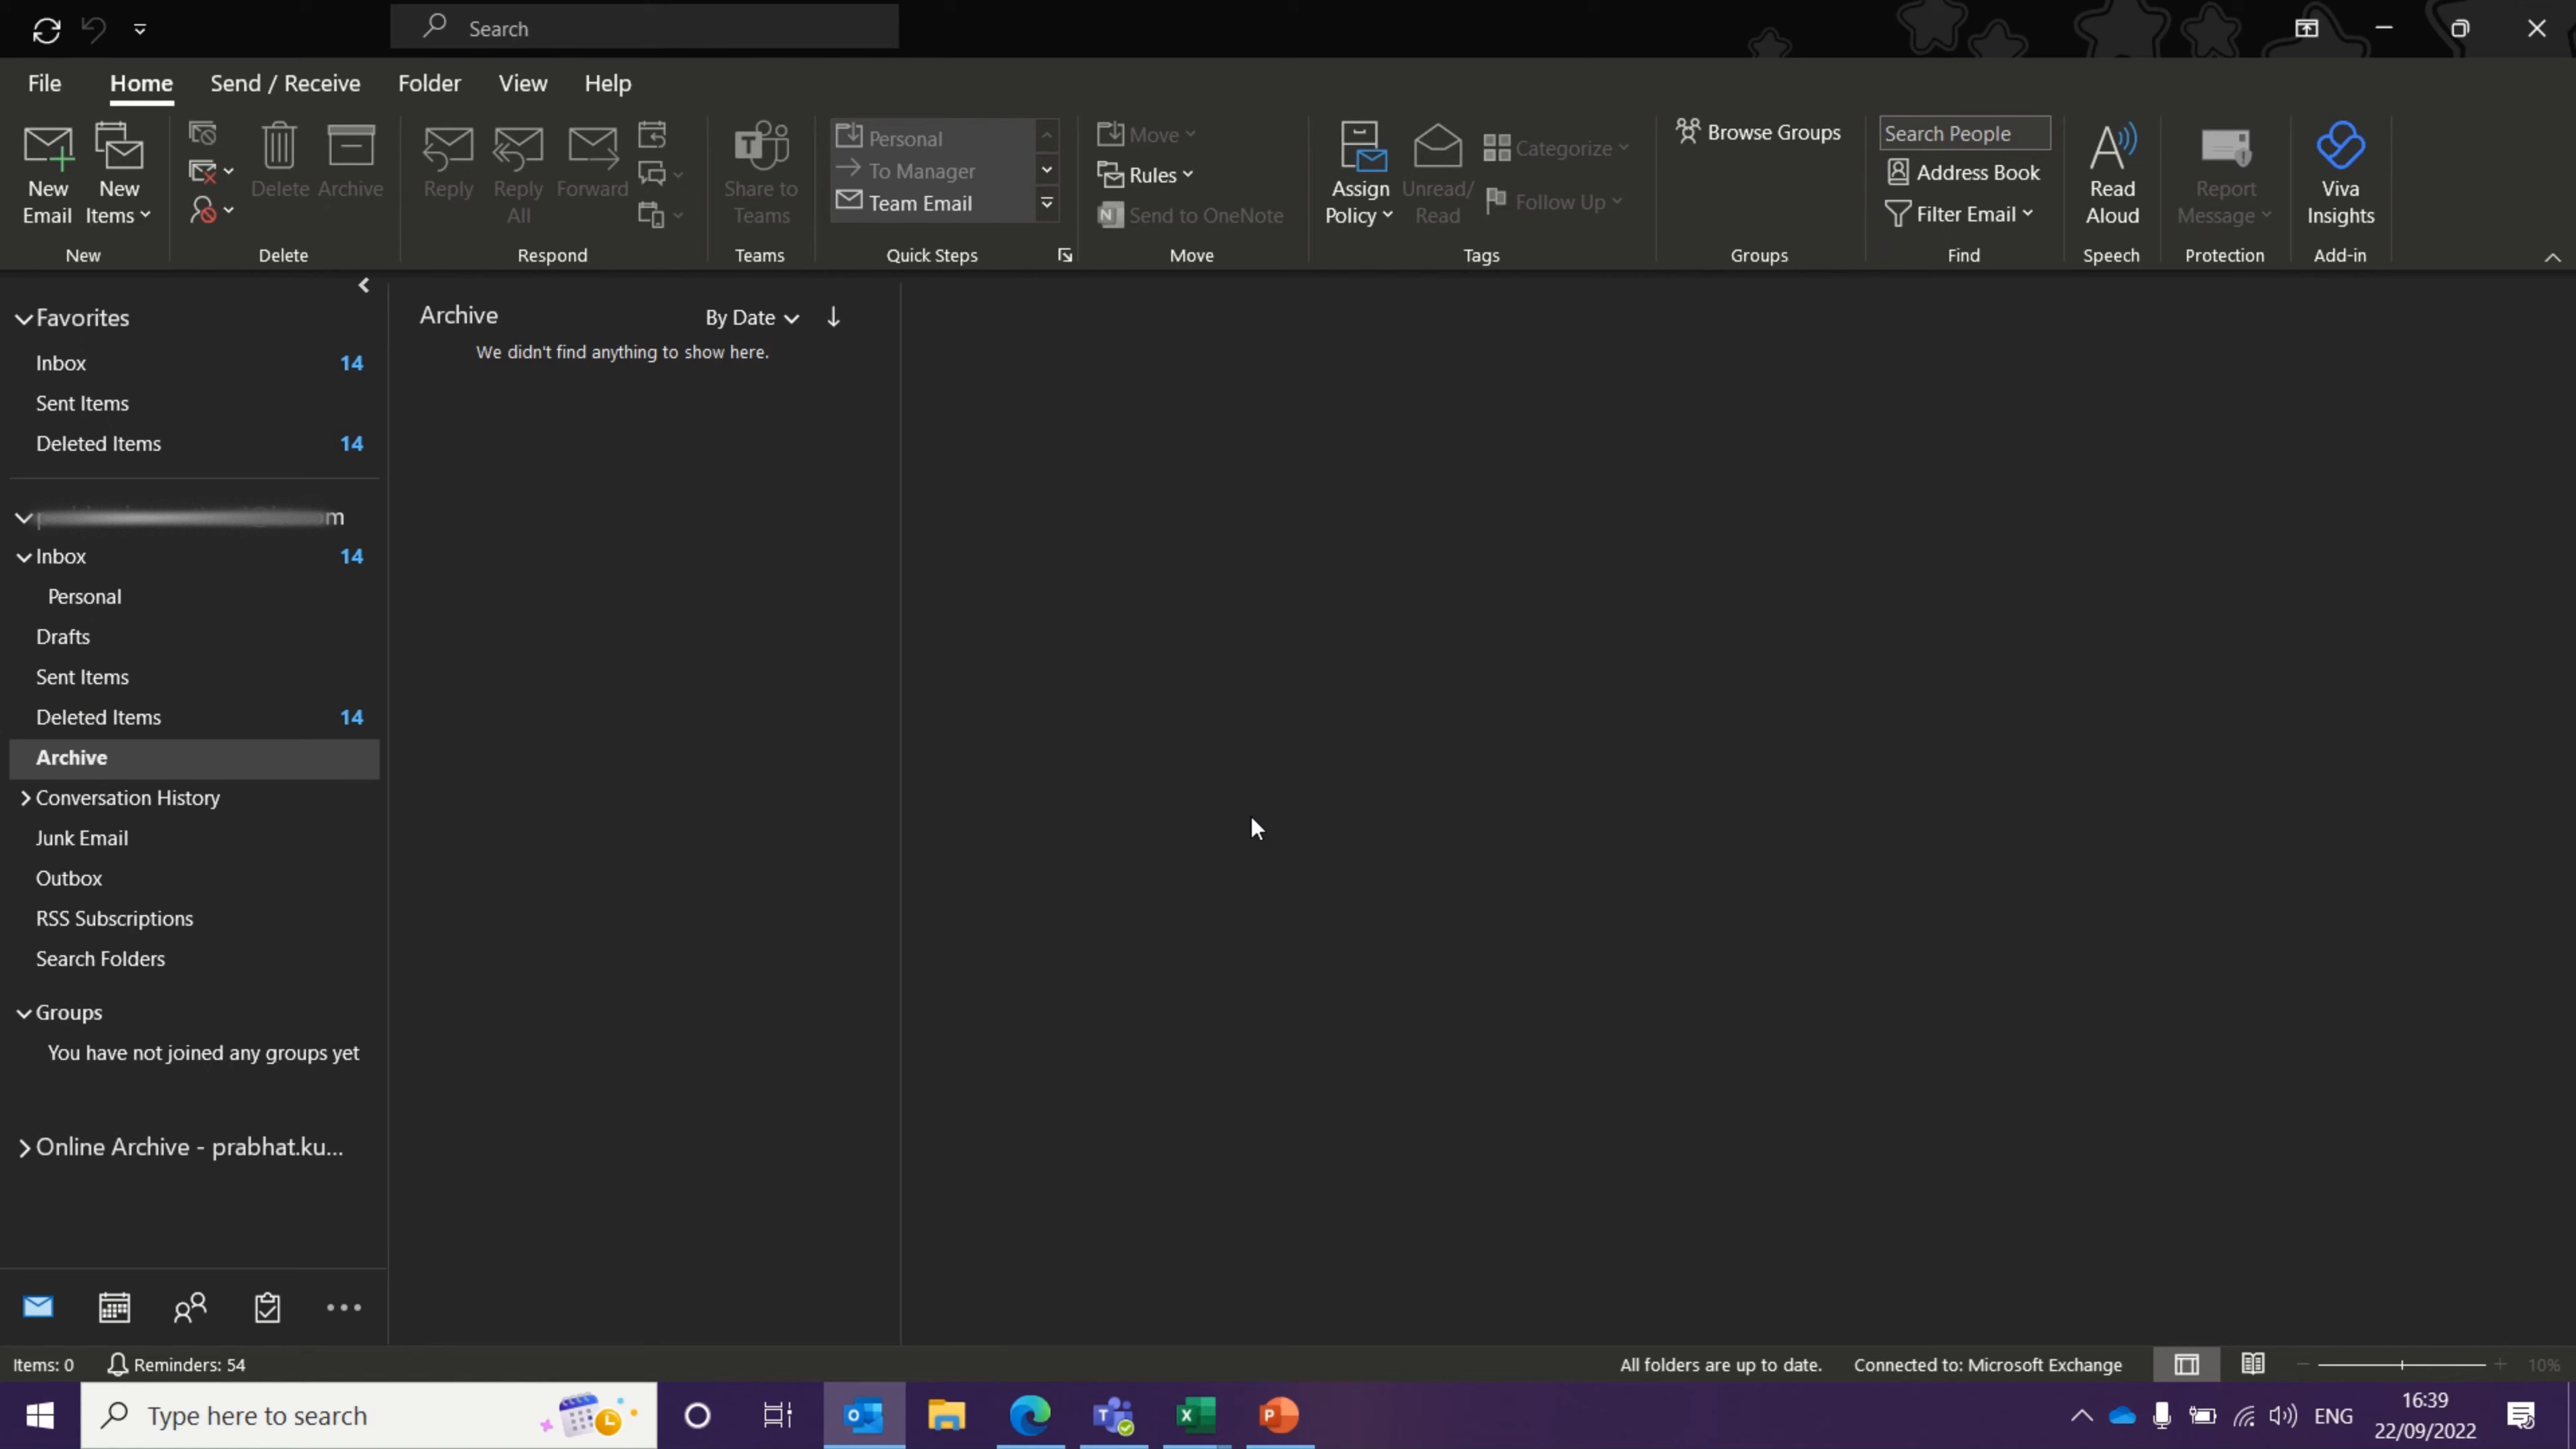 Search
File Home Send / Receive Folder View Help
New Email
New Items
New
Delete
Archive
Delete
Reply
Reply All
Forward
Respond
Share to Teams
Teams
Personal
To Manager
Team Email
Quick Steps
Move
Rules
Send to OneNote
Move
Assign Policy
Unread/ Read
Categorize
Follow Up
Tags
Browse Groups
Groups
Search People
Address Book
Filter Email
Find
Read Aloud
Speech
Report Message
Protection
Viva Insights
Add-in
Favorites
Inbox 14
Sent Items
Deleted Items 14
Inbox 14
Personal
Drafts
Sent Items
Deleted Items 14
Archive
Conversation History
Junk Email
Outbox
RSS Subscriptions
Search Folders
Groups
You have not joined any groups yet
Online Archive - prabhat.ku...
Archive By Date
We didn't find anything to show here.
Items: 0 Reminders: 54 All folders are up to date. Connected to: Microsoft Exchange 10%
Type here to search
ENG
16:39
22/09/2022